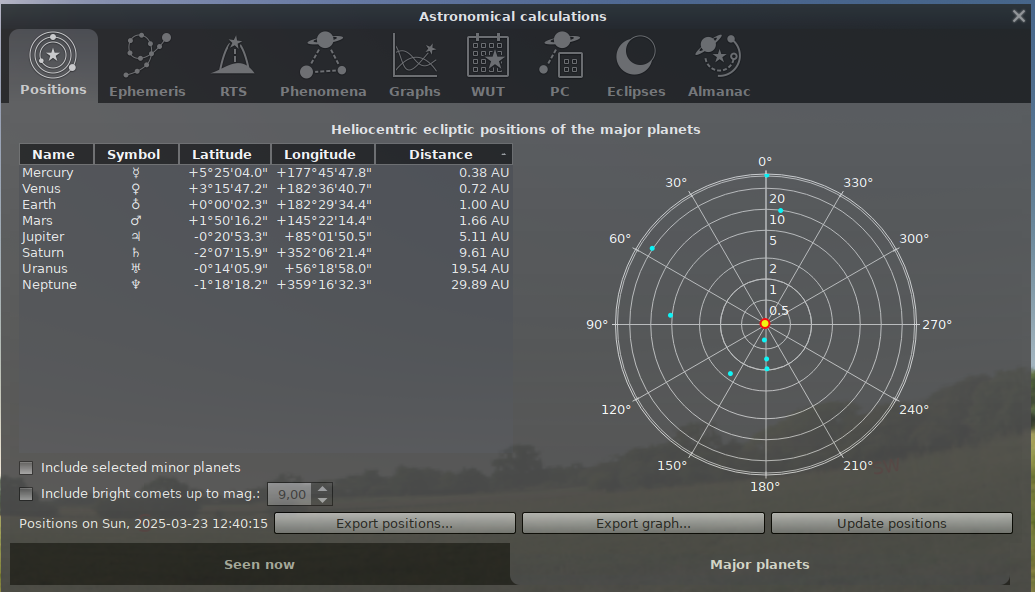 Astronomical calculations
Positions Ephemeris RTS Phenomena Graphs WUT PC Eclipses Almanac
Heliocentric ecliptic positions of the major planets
Name Symbol Latitude Longitude Distance
Mercury ☿ +5°25'04.0" +177°45'47.8" 0.38 AU
Venus ♀ +3°15'47.2" +182°36'40.7" 0.72 AU
Earth ♁ +0°00'02.3" +182°29'34.4" 1.00 AU
Mars ♂ +1°50'16.2" +145°22'14.4" 1.66 AU
Jupiter ♃ -0°20'53.3" +85°01'50.5" 5.11 AU
Saturn ♄ -2°07'15.9" +352°06'21.4" 9.61 AU
Uranus ♅ -0°14'05.9" +56°18'58.0" 19.54 AU
Neptune ♆ -1°18'18.2" +359°16'32.3" 29.89 AU
0°
30° 330°
20
10
60° 300°
5
2
1
0.5
90° 270°
120° 240°
150° 210°
180°
Include selected minor planets
Include bright comets up to mag.: 9,00
Positions on Sun, 2025-03-23 12:40:15 Export positions... Export graph... Update positions
Seen now Major planets